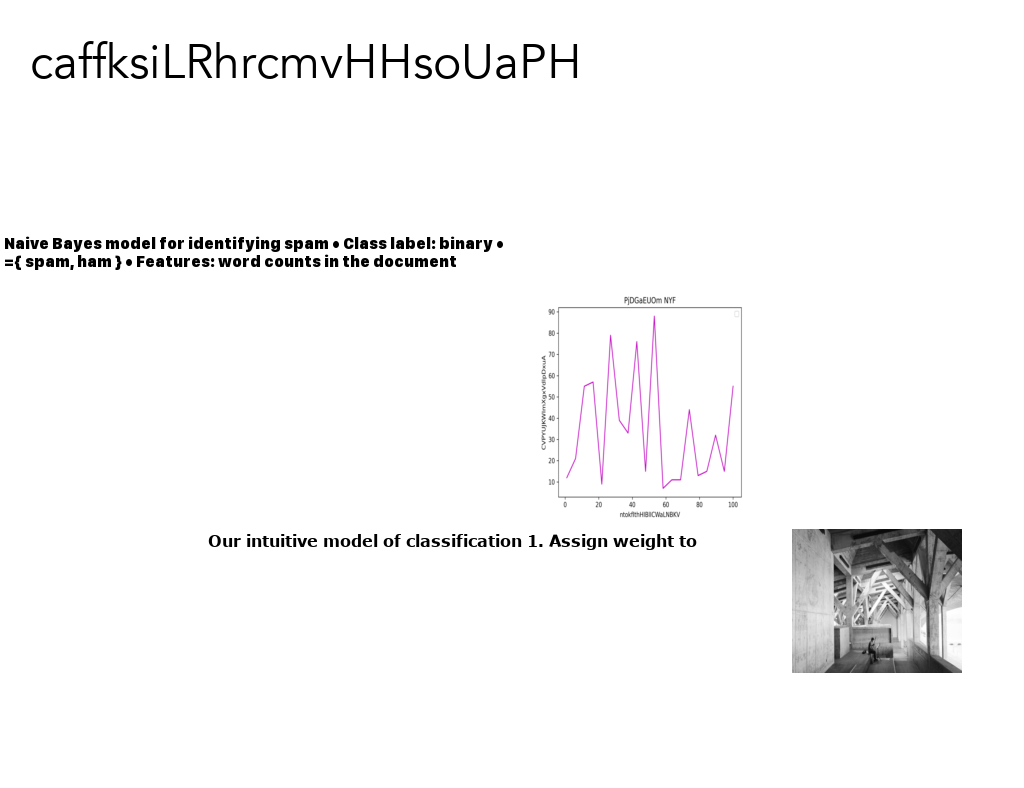 caffksiLRhrcmvHHsoUaPH
Naive Bayes model for identifying spam • Class label: binary •
={ spam, ham } • Features: word counts in the document
PjDGaEUOm NYF
90
80
70
60
50
40
30
20
10
0 20 40 60 80 100
Our intuitive model of classification 1. Assign weight to